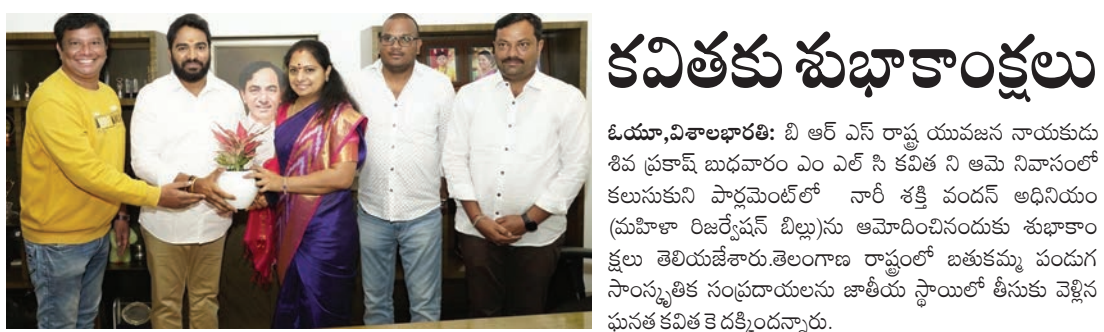 కవితకు శుభాకాంక్షలు
ఓయూ,విశాలభారతి: బి ఆర్ ఎస్ రాష్ట్ర యువజన నాయకుడు
శివ ప్రకాష్ బుధవారం ఎం ఎల్ సి కవిత ని ఆమె నివాసంలో
కలుసుకుని పార్లమెంట్‌లో నారీ శక్తి వందన్ అధినియం
(మహిళా రిజర్వేషన్ బిల్లు)ను ఆమోదించినందుకు శుభాకాం
క్షలు తెలియజేశారు.తెలంగాణ రాష్ట్రంలో బతుకమ్మ పండుగ
సాంస్కృతిక సంప్రదాయలను జాతీయ స్థాయిలో తీసుకు వెళ్లిన
ఘనత కవిత కె దక్కిందన్నారు.